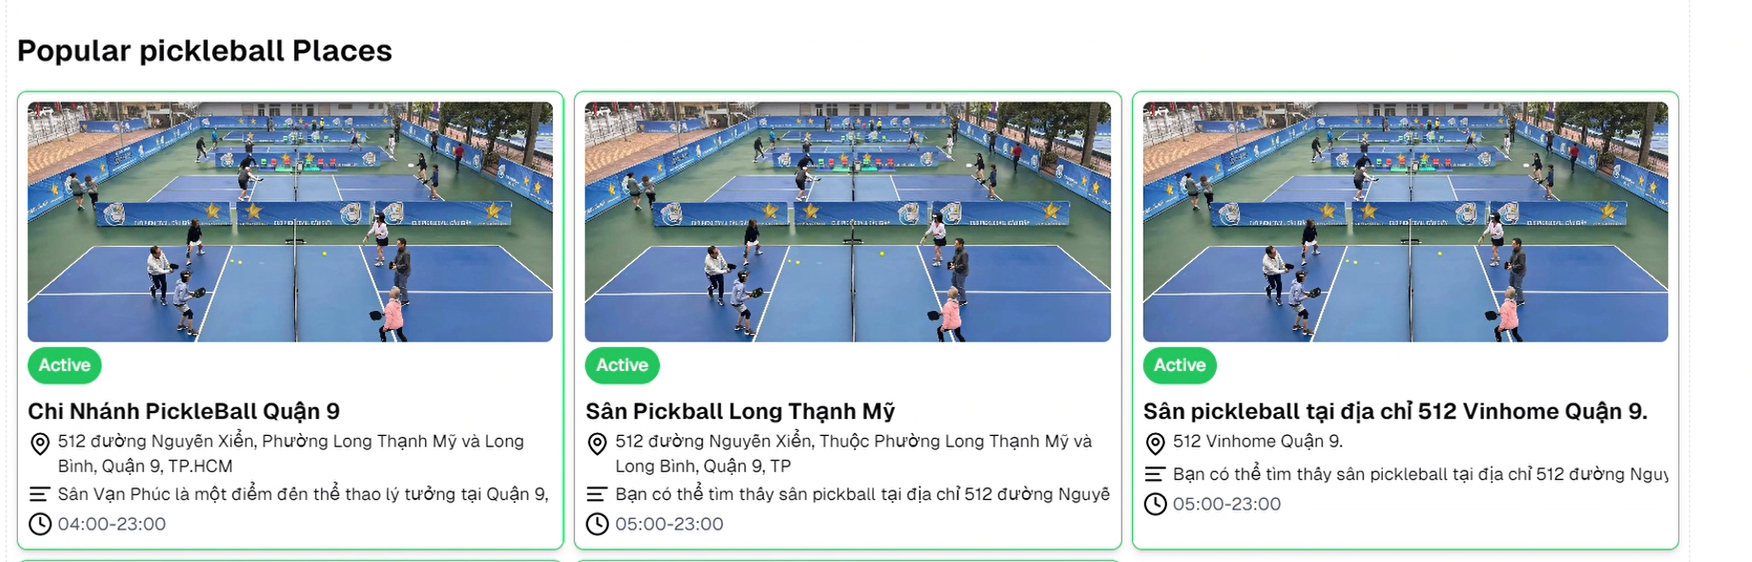 Popular pickleball Places
Active
Chi Nhánh PickleBall Quận 9
512 đường Nguyễn Xiển, Phường Long Thạnh Mỹ và Long
Bình, Quận 9, TP.HCM
Sân Vạn Phúc là một điểm đến thể thao lý tưởng tại Quận 9,
04:00-23:00
Active
Sân Pickball Long Thạnh Mỹ
512 đường Nguyễn Xiển, Thuộc Phường Long Thạnh Mỹ và
Long Bình, Quận 9, TP
Bạn có thể tìm thấy sân pickball tại địa chỉ 512 đường Nguyễ
05:00-23:00
Active
Sân pickleball tại địa chỉ 512 Vinhome Quận 9.
512 Vinhome Quận 9.
Bạn có thể tìm thấy sân pickleball tại địa chỉ 512 đường Nguy
05:00-23:00